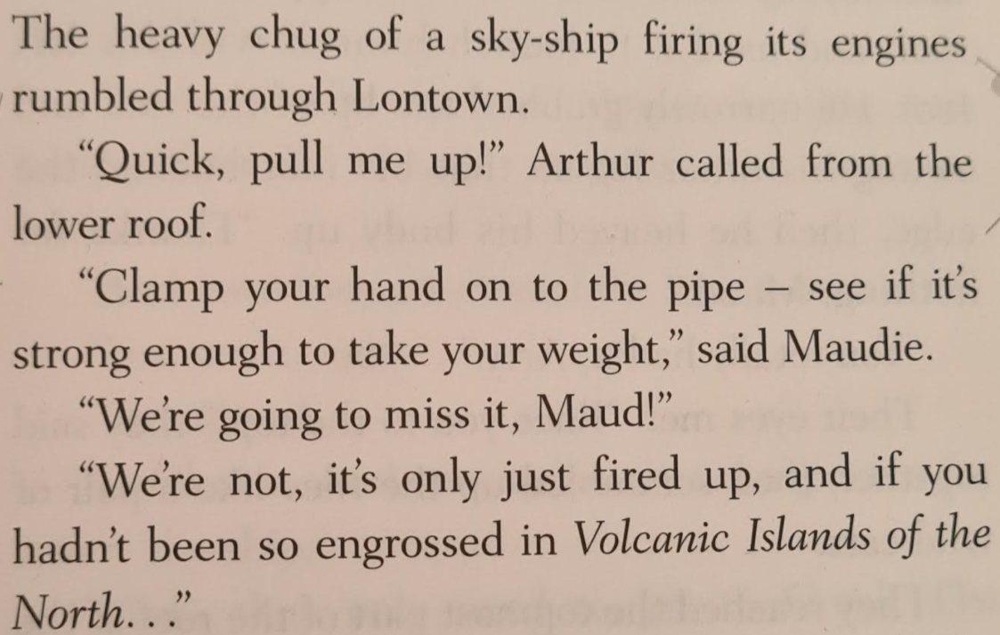 The heavy chug of a sky-ship firing its engines
rumbled through Lontown.
“Quick, pull me up!” Arthur called from the
lower roof.
“Clamp your hand on to the pipe – see if it’s
strong enough to take your weight,” said Maudie.
“We’re going to miss it, Maud!”
“We’re not, it’s only just fired up, and if you
hadn’t been so engrossed in Volcanic Islands of the
North. . .”